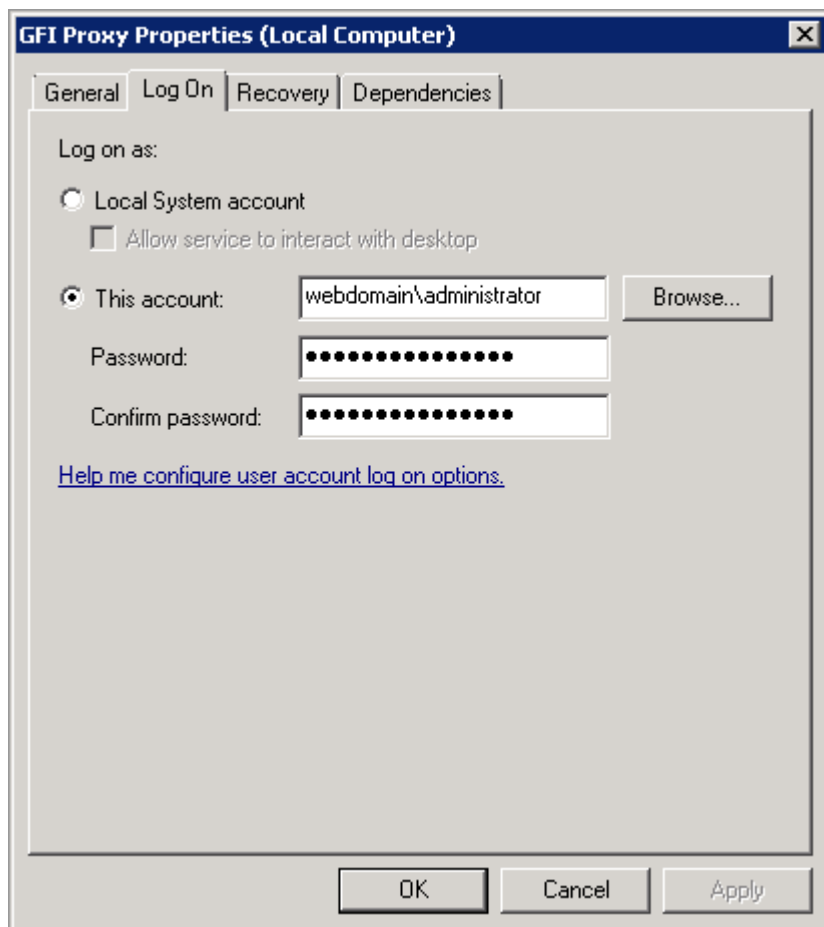 GFI Proxy Properties (Local Computer)
General Log On Recovery Dependencies
Log on as:
Local System account
Allow service to interact with desktop
This account: webdomain\administrator Browse...
Password: •••••••••••••••
Confirm password: •••••••••••••••
Help me configure user account log on options.
OK Cancel Apply